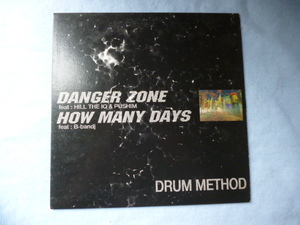 DANGER ZONE
feat : HILL THE IQ & PUSHIM
HOW MANY DAYS
feat ; B-bandj
DRUM METHOD